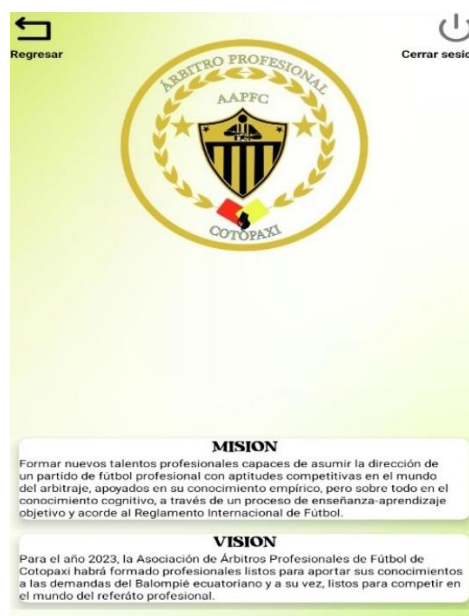 Regresar
Cerrar sesio
ÁRBITRO PROFESIONAL
AAPFC
COTOPAXI
MISION
Formar nuevos talentos profesionales capaces de asumir la dirección de
un partido de fútbol profesional con aptitudes competitivas en el mundo
del arbitraje, apoyados en su conocimiento empírico, pero sobre todo en el
conocimiento cognitivo, a través de un proceso de enseñanza-aprendizaje
objetivo y acorde al Reglamento Internacional de Fútbol.
VISION
Para el año 2023, la Asociación de Árbitros Profesionales de Fútbol de
Cotopaxi habrá formado profesionales listos para aportar sus conocimientos
a las demandas del Balompié ecuatoriano y a su vez, listos para competir en
el mundo del referáto profesional.